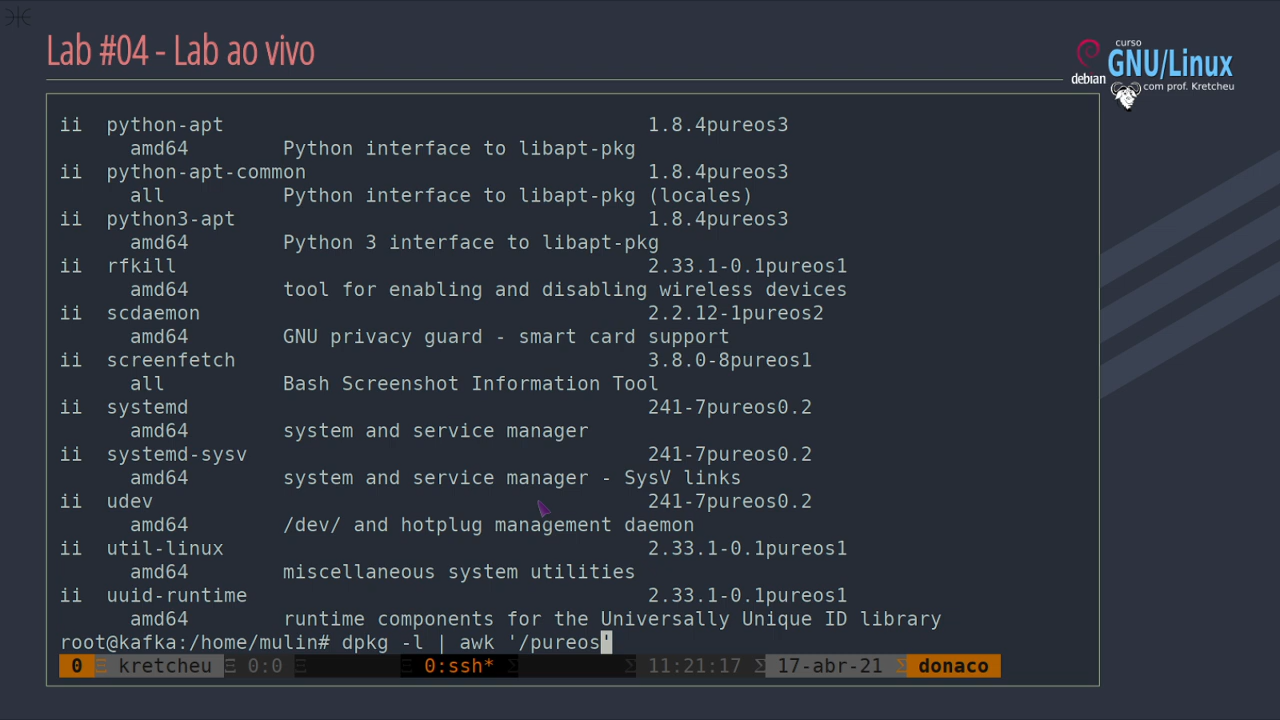 Lab #04 - Lab ao vivo
curso
GNU/Linux
debian
com prof. Kretcheu
ii python-apt 1.8.4pureos3
amd64 Python interface to libapt-pkg
ii python-apt-common 1.8.4pureos3
all Python interface to libapt-pkg (locales)
ii python3-apt 1.8.4pureos3
amd64 Python 3 interface to libapt-pkg
ii rfkill 2.33.1-0.1pureos1
amd64 tool for enabling and disabling wireless devices
ii scdaemon 2.2.12-1pureos2
amd64 GNU privacy guard - smart card support
ii screenfetch 3.8.0-8pureos1
all Bash Screenshot Information Tool
ii systemd 241-7pureos0.2
amd64 system and service manager
ii systemd-sysv 241-7pureos0.2
amd64 system and service manager - SysV links
ii udev 241-7pureos0.2
amd64 /dev/ and hotplug management daemon
ii util-linux 2.33.1-0.1pureos1
amd64 miscellaneous system utilities
ii uuid-runtime 2.33.1-0.1pureos1
amd64 runtime components for the Universally Unique ID library
root@kafka:/home/mulin# dpkg -l | awk '/pureos'
0 Ξ kretcheu Ξ 0:0 Ξ Σ 0:ssh* Σ Σ 11:21:17 Σ 17-abr-21 Σ donaco